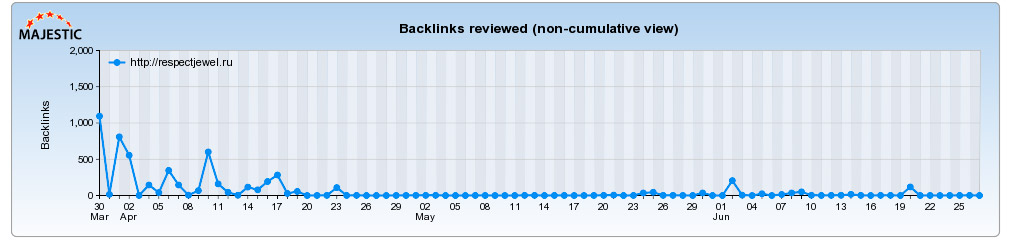 Backlinks reviewed (non-cumulative view)
MAJESTIC
2,000
http://respectjewel.ru
1,500
1,000
500
0
Backlinks
30 02 05 08 11 14 17 20 23 26 29 02 05 08 11 14 17 20 23 26 29 01 04 07 10 13 16 19 22 25
Mar Apr May Jun